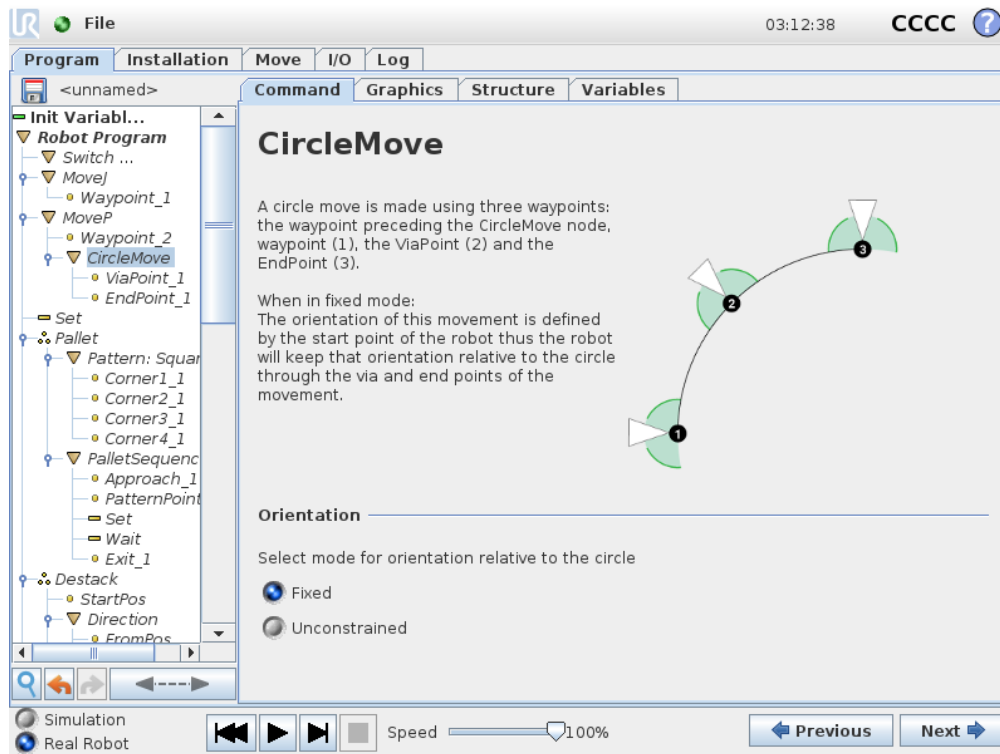 UR File 03:12:38 CCCC ?
Program Installation Move I/O Log
<unnamed>
Command Graphics Structure Variables
Init Variabl...
Robot Program
Switch ...
MoveJ
Waypoint_1
MoveP
Waypoint_2
CircleMove
ViaPoint_1
EndPoint_1
Set
Pallet
Pattern: Squar
Corner1_1
Corner2_1
Corner3_1
Corner4_1
PalletSequenc
Approach_1
PatternPoint
Set
Wait
Exit_1
Destack
StartPos
Direction
FromPos
CircleMove
A circle move is made using three waypoints:
the waypoint preceding the CircleMove node,
waypoint (1), the ViaPoint (2) and the
EndPoint (3).
When in fixed mode:
The orientation of this movement is defined
by the start point of the robot thus the robot
will keep that orientation relative to the circle
through the via and end points of the
movement.
3
2
1
Orientation
Select mode for orientation relative to the circle
Fixed
Unconstrained
Simulation
Real Robot
Speed 100%
Previous Next